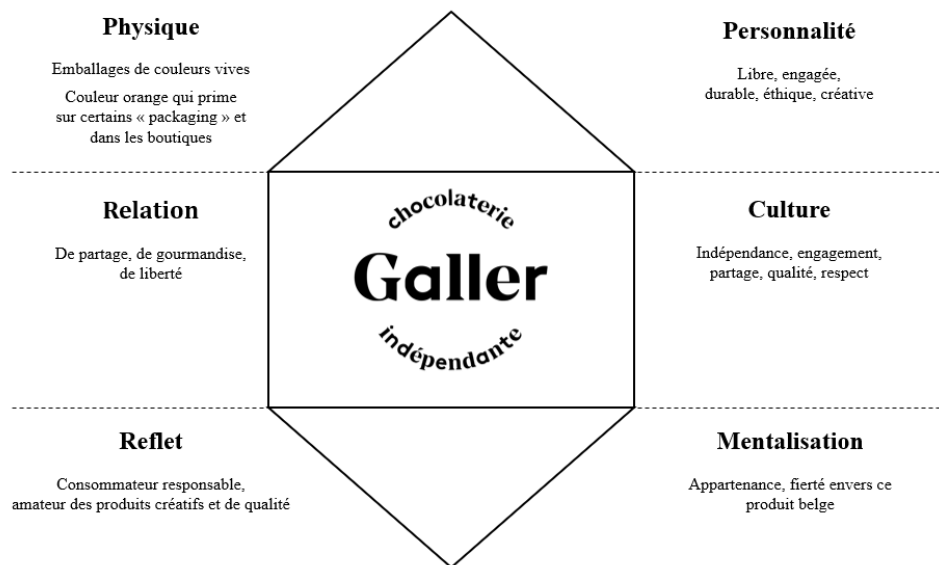 Physique
Emballages de couleurs vives
Couleur orange qui prime
sur certains « packaging » et
dans les boutiques
Personnalité
Libre, engagée,
durable, éthique, créative
Relation
De partage, de gourmandise,
de liberté
chocolaterie
Galler
indépendante
Culture
Indépendance, engagement,
partage, qualité, respect
Reflet
Consommateur responsable,
amateur des produits créatifs et de qualité
Mentalisation
Appartenance, fierté envers ce
produit belge